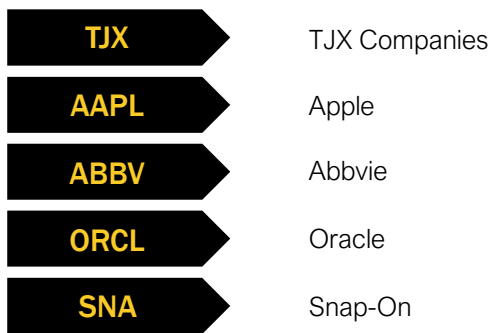 TJX TJX Companies
AAPL Apple
ABBV Abbvie
ORCL Oracle
SNA Snap-On